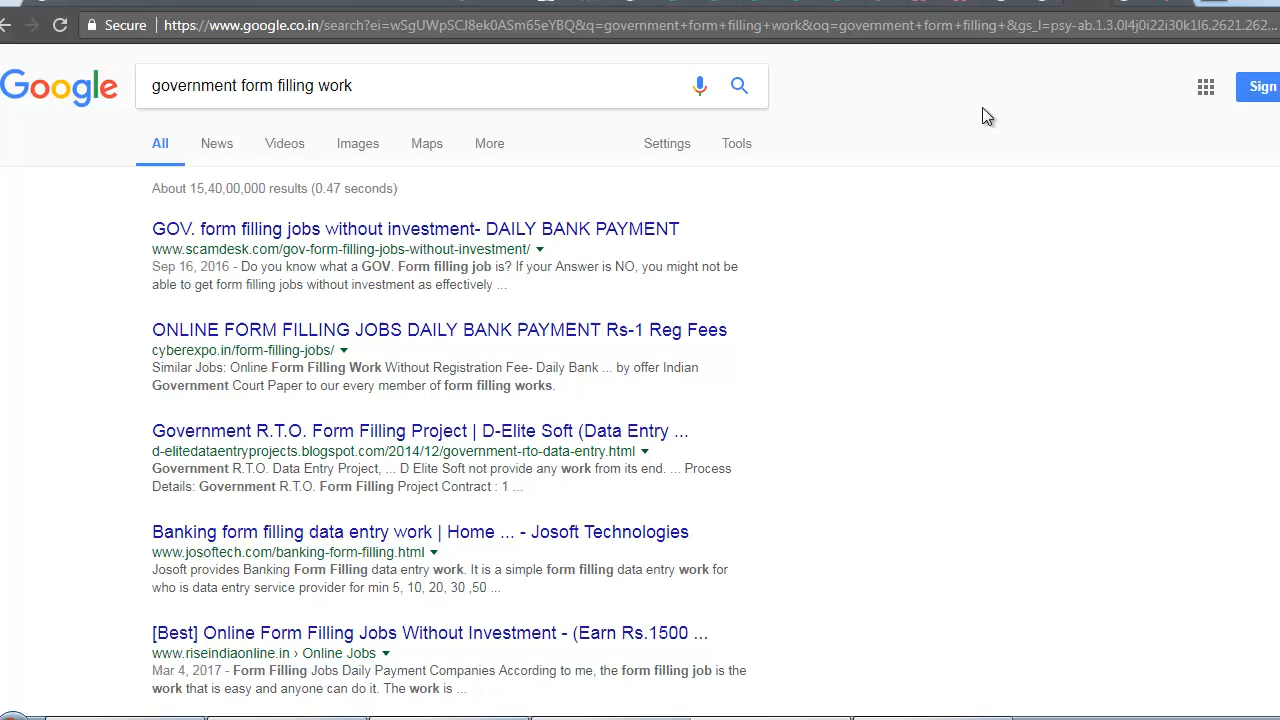 Secure https://www.google.co.in/search?ei=wSgUWpSCJ8ek0ASm65eYBQ&q=government+form+filling+work&oq=government+form+filling+&gs_l=psy-ab.1.3.0l4j0i22i30k1l6.2621.262...
Google government form filling work Sign
All News Videos Images Maps More Settings Tools
About 15,40,00,000 results (0.47 seconds)
GOV. form filling jobs without investment- DAILY BANK PAYMENT
www.scamdesk.com/gov-form-filling-jobs-without-investment/
Sep 16, 2016 - Do you know what a GOV. Form filling job is? If your Answer is NO, you might not be
able to get form filling jobs without investment as effectively ...
ONLINE FORM FILLING JOBS DAILY BANK PAYMENT Rs-1 Reg Fees
cyberexpo.in/form-filling-jobs/
Similar Jobs: Online Form Filling Work Without Registration Fee- Daily Bank ... by offer Indian
Government Court Paper to our every member of form filling works.
Government R.T.O. Form Filling Project | D-Elite Soft (Data Entry ...
d-elitedataentryprojects.blogspot.com/2014/12/government-rto-data-entry.html
Government R.T.O. Data Entry Project, ... D Elite Soft not provide any work from its end. ... Process
Details: Government R.T.O. Form Filling Project Contract : 1 ...
Banking form filling data entry work | Home ... - Josoft Technologies
www.josoftech.com/banking-form-filling.html
Josoft provides Banking Form Filling data entry work. It is a simple form filling data entry work for
who is data entry service provider for min 5, 10, 20, 30 ,50 ...
[Best] Online Form Filling Jobs Without Investment - (Earn Rs.1500 ...
www.riseindiaonline.in › Online Jobs
Mar 4, 2017 - Form Filling Jobs Daily Payment Companies According to me, the form filling job is the
work that is easy and anyone can do it. The work is ...